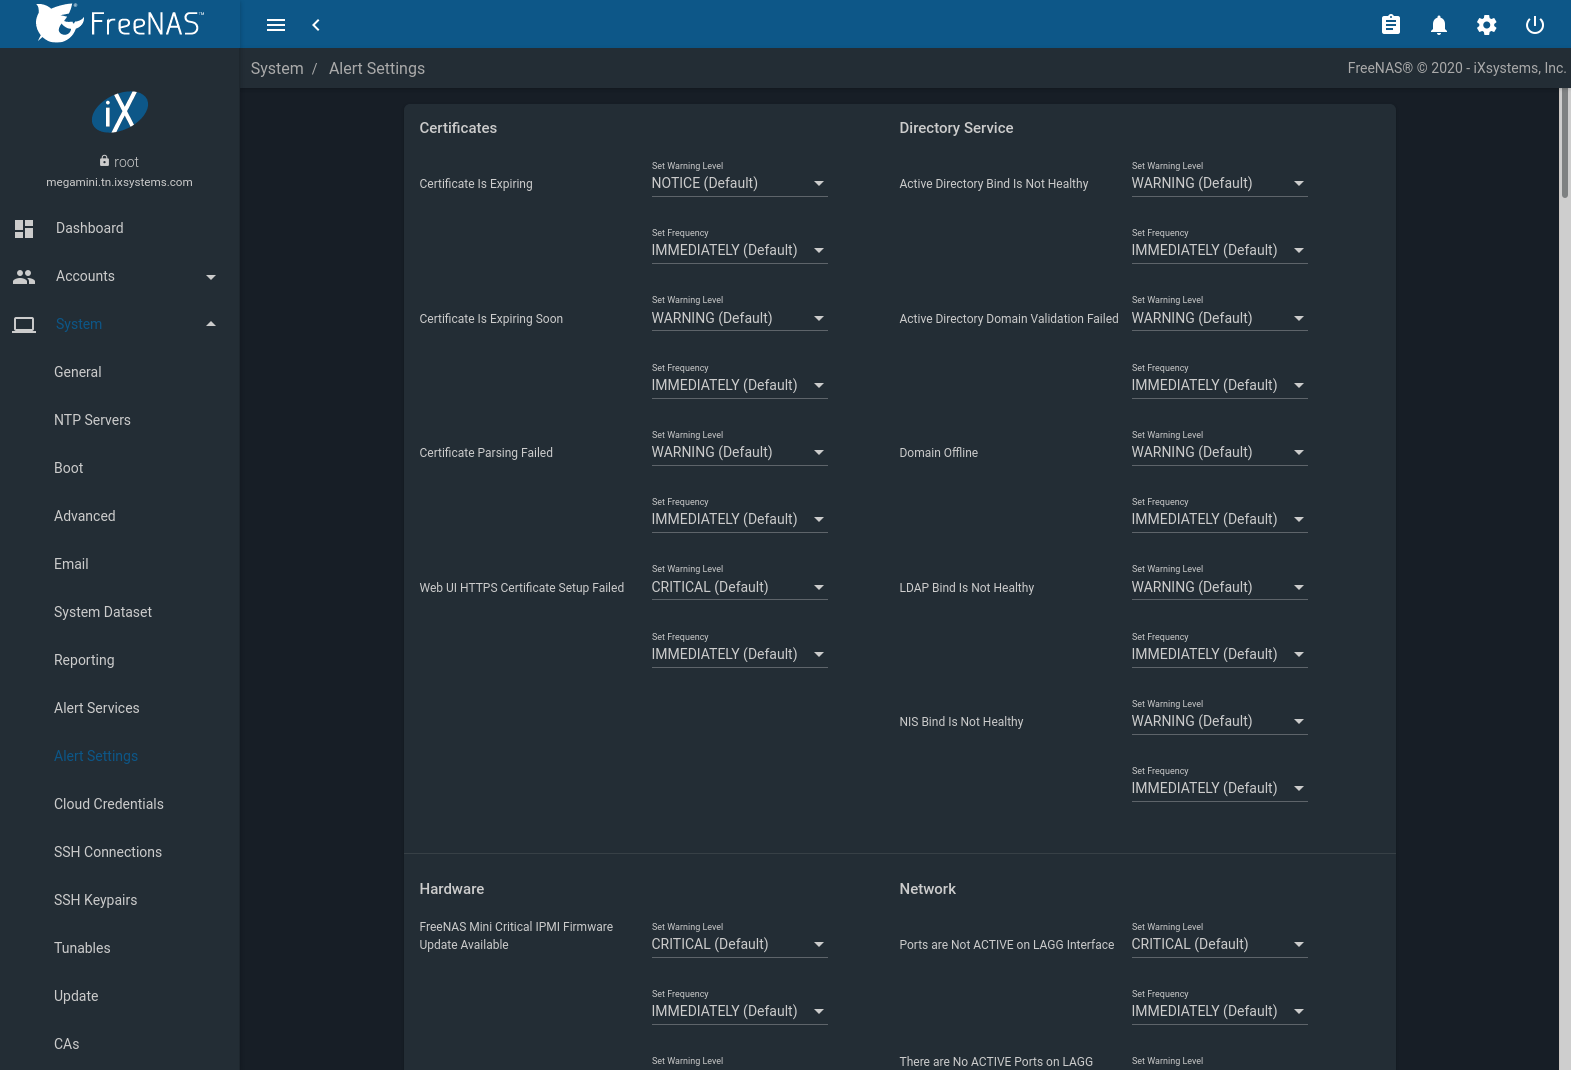 FreeNAS™
System / Alert Settings
FreeNAS® © 2020 - iXsystems, Inc.
iX
root
megamini.tn.ixsystems.com
Dashboard
Accounts
System
General
NTP Servers
Boot
Advanced
Email
System Dataset
Reporting
Alert Services
Alert Settings
Cloud Credentials
SSH Connections
SSH Keypairs
Tunables
Update
CAs
Certificates
Certificate Is Expiring
Set Warning Level
NOTICE (Default)
Set Frequency
IMMEDIATELY (Default)
Certificate Is Expiring Soon
Set Warning Level
WARNING (Default)
Set Frequency
IMMEDIATELY (Default)
Certificate Parsing Failed
Set Warning Level
WARNING (Default)
Set Frequency
IMMEDIATELY (Default)
Web UI HTTPS Certificate Setup Failed
Set Warning Level
CRITICAL (Default)
Set Frequency
IMMEDIATELY (Default)
Directory Service
Active Directory Bind Is Not Healthy
Set Warning Level
WARNING (Default)
Set Frequency
IMMEDIATELY (Default)
Active Directory Domain Validation Failed
Set Warning Level
WARNING (Default)
Set Frequency
IMMEDIATELY (Default)
Domain Offline
Set Warning Level
WARNING (Default)
Set Frequency
IMMEDIATELY (Default)
LDAP Bind Is Not Healthy
Set Warning Level
WARNING (Default)
Set Frequency
IMMEDIATELY (Default)
NIS Bind Is Not Healthy
Set Warning Level
WARNING (Default)
Set Frequency
IMMEDIATELY (Default)
Hardware
FreeNAS Mini Critical IPMI Firmware
Update Available
Set Warning Level
CRITICAL (Default)
Set Frequency
IMMEDIATELY (Default)
Set Warning Level
Network
Ports are Not ACTIVE on LAGG Interface
Set Warning Level
CRITICAL (Default)
Set Frequency
IMMEDIATELY (Default)
There are No ACTIVE Ports on LAGG
Set Warning Level